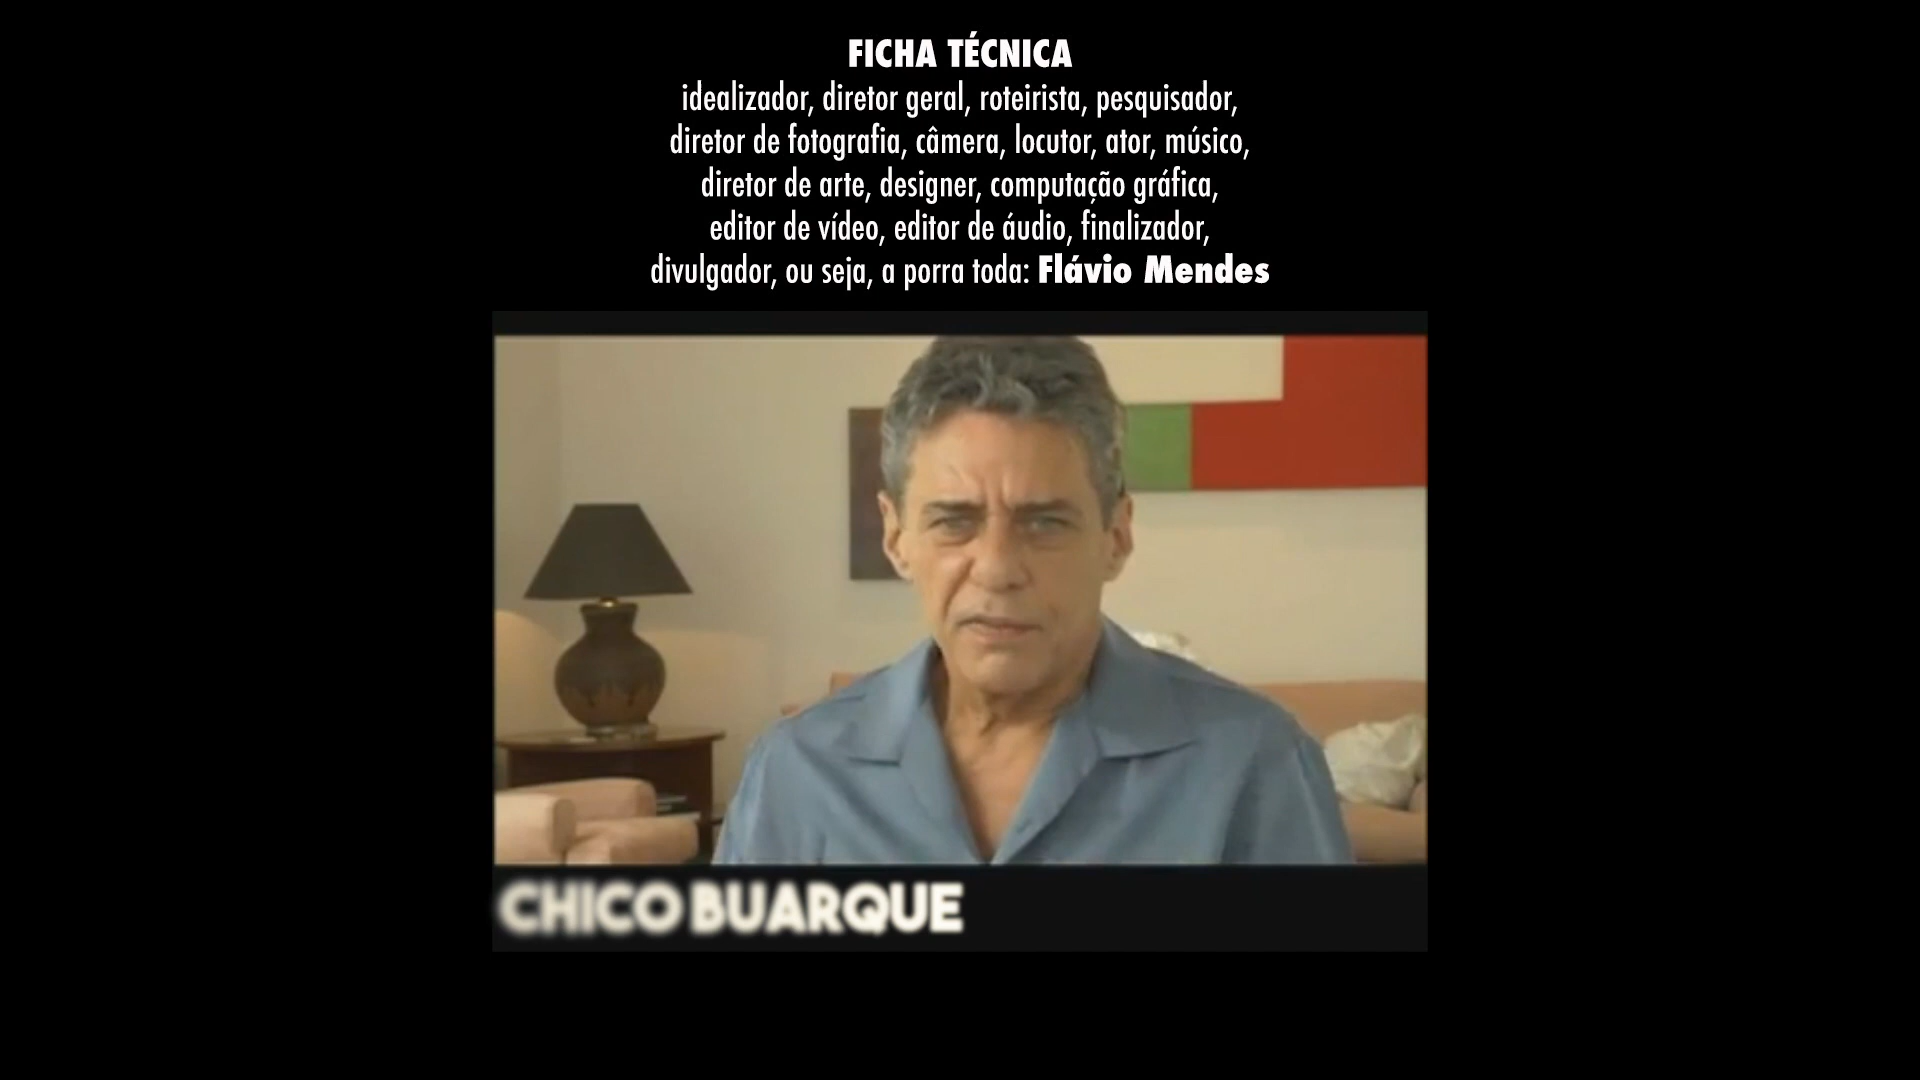 FICHA TÉCNICA
idealizador, diretor geral, roteirista, pesquisador,
diretor de fotografia, câmera, locutor, ator, músico,
diretor de arte, designer, computação gráfica,
editor de vídeo, editor de áudio, finalizador,
divulgador, ou seja, a porra toda: Flávio Mendes
CHICO BUARQUE